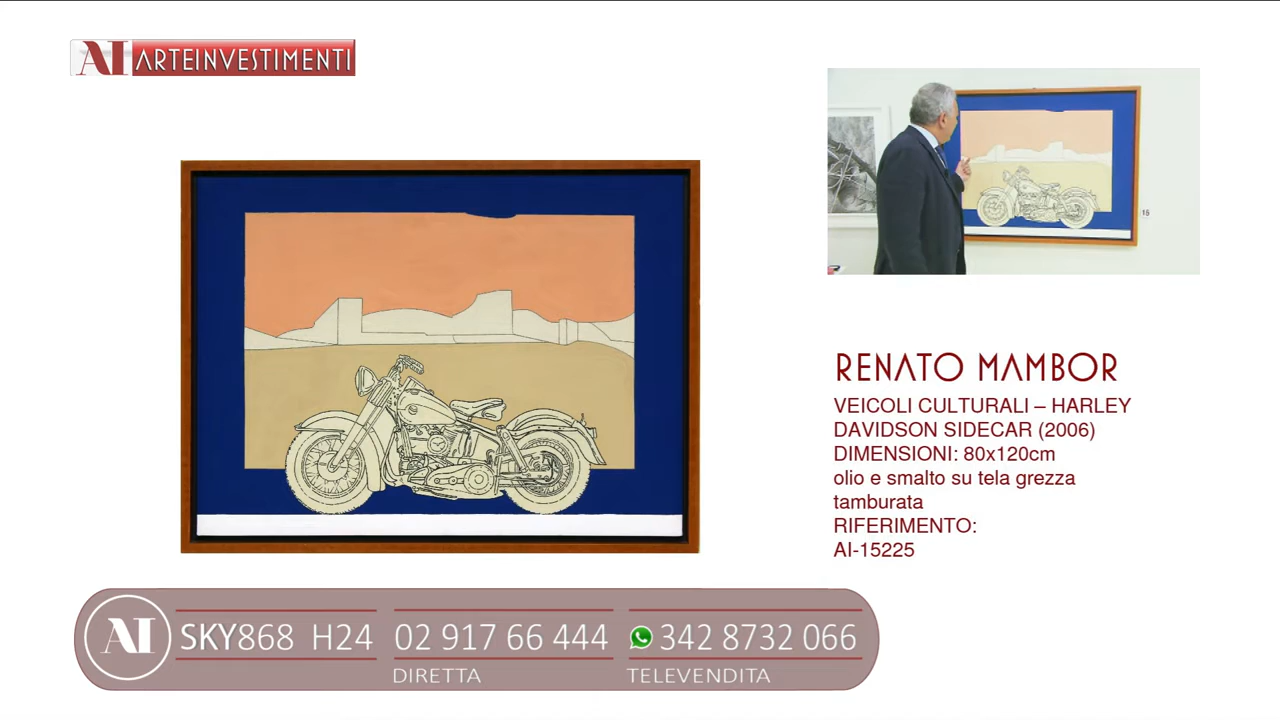 AI ARTEINVESTIMENTI
16
RENATO MAMBOR
VEICOLI CULTURALI – HARLEY
DAVIDSON SIDECAR (2006)
DIMENSIONI: 80x120cm
olio e smalto su tela grezza
tamburata
RIFERIMENTO:
AI-15225
AI SKY868 H24 02 917 66 444 342 8732 066
DIRETTA TELEVENDITA